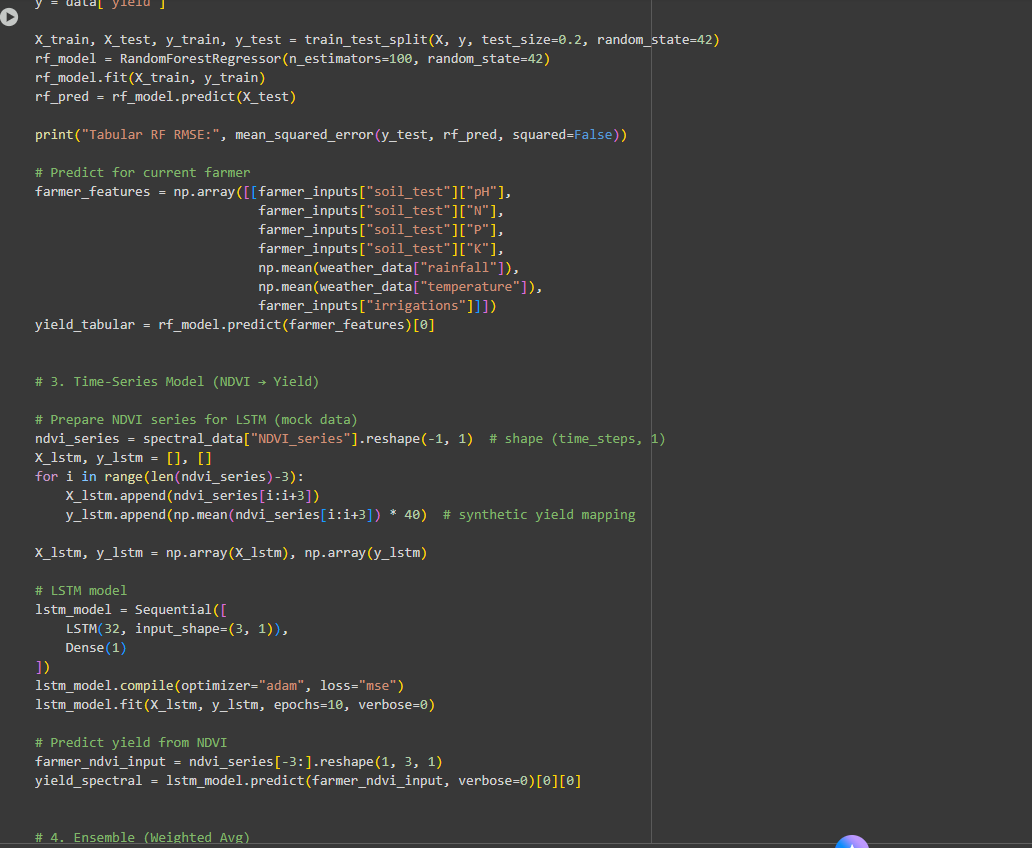 y = data['yield']
X_train, X_test, y_train, y_test = train_test_split(X, y, test_size=0.2, random_state=42)
rf_model = RandomForestRegressor(n_estimators=100, random_state=42)
rf_model.fit(X_train, y_train)
rf_pred = rf_model.predict(X_test)
print("Tabular RF RMSE:", mean_squared_error(y_test, rf_pred, squared=False))
# Predict for current farmer
farmer_features = np.array([[farmer_inputs["soil_test"]["pH"],
farmer_inputs["soil_test"]["N"],
farmer_inputs["soil_test"]["P"],
farmer_inputs["soil_test"]["K"],
np.mean(weather_data["rainfall"]),
np.mean(weather_data["temperature"]),
farmer_inputs["irrigations"]]])
yield_tabular = rf_model.predict(farmer_features)[0]
# 3. Time-Series Model (NDVI → Yield)
# Prepare NDVI series for LSTM (mock data)
ndvi_series = spectral_data["NDVI_series"].reshape(-1, 1)  # shape (time_steps, 1)
X_lstm, y_lstm = [], []
for i in range(len(ndvi_series)-3):
    X_lstm.append(ndvi_series[i:i+3])
    y_lstm.append(np.mean(ndvi_series[i:i+3]) * 40)  # synthetic yield mapping
X_lstm, y_lstm = np.array(X_lstm), np.array(y_lstm)
# LSTM model
lstm_model = Sequential([
    LSTM(32, input_shape=(3, 1)),
    Dense(1)
])
lstm_model.compile(optimizer="adam", loss="mse")
lstm_model.fit(X_lstm, y_lstm, epochs=10, verbose=0)
# Predict yield from NDVI
farmer_ndvi_input = ndvi_series[-3:].reshape(1, 3, 1)
yield_spectral = lstm_model.predict(farmer_ndvi_input, verbose=0)[0][0]
# 4. Ensemble (Weighted Avg)